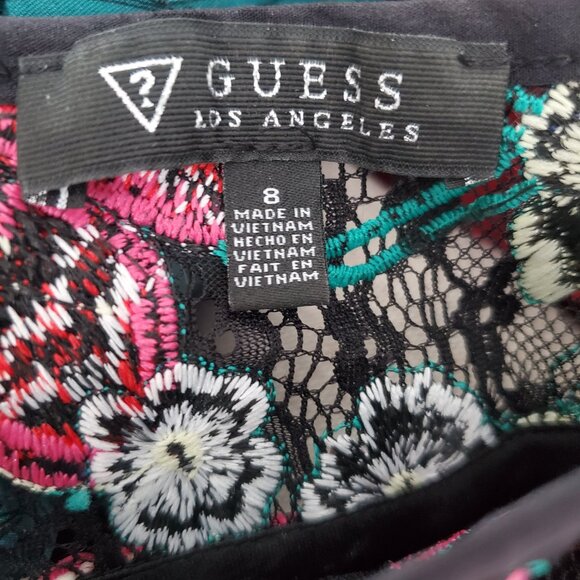 ? GUESS
LOS ANGELES
8
MADE IN
VIETNAM
HECHO EN
VIETNAM
FAIT EN
VIETNAM